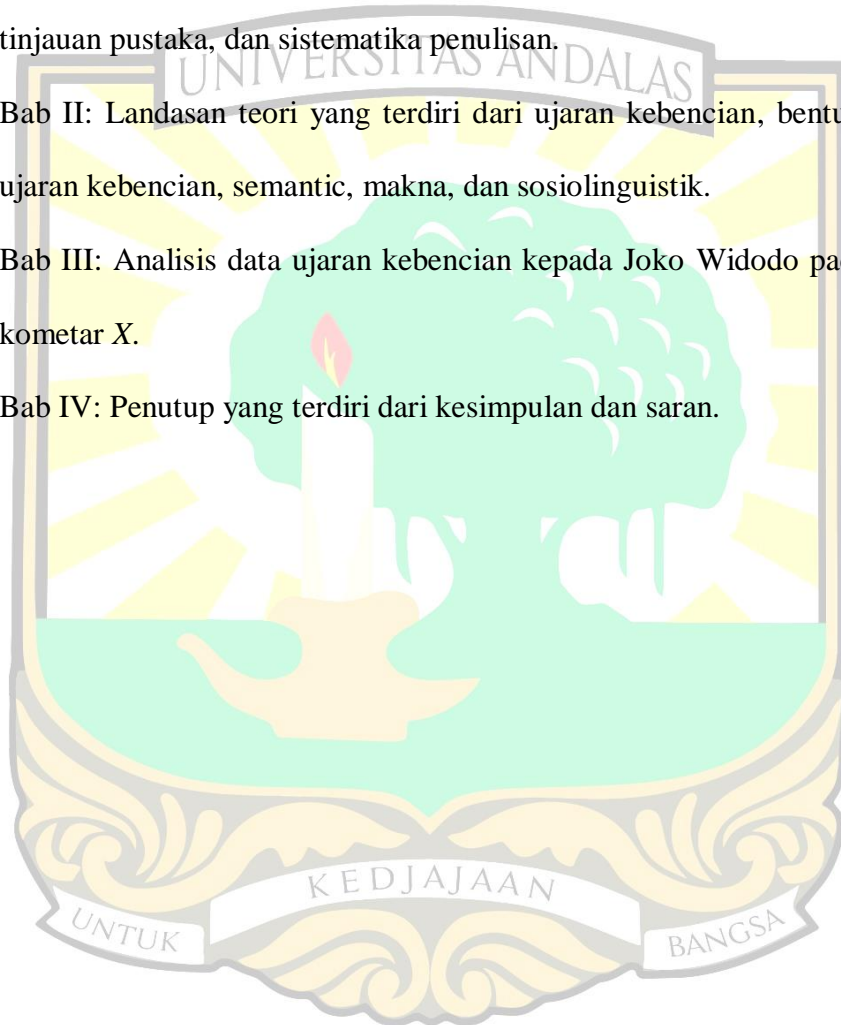 tinjauan pustaka, dan sistematika penulisan.
UNIVERSITAS ANDALAS
Bab II: Landasan teori yang terdiri dari ujaran kebencian, bentu
ujaran kebencian, semantic, makna, dan sosiolinguistik.
Bab III: Analisis data ujaran kebencian kepada Joko Widodo pa
kometar X.
Bab IV: Penutup yang terdiri dari kesimpulan dan saran.
UNTUK KEDJAJAAN BANGSA